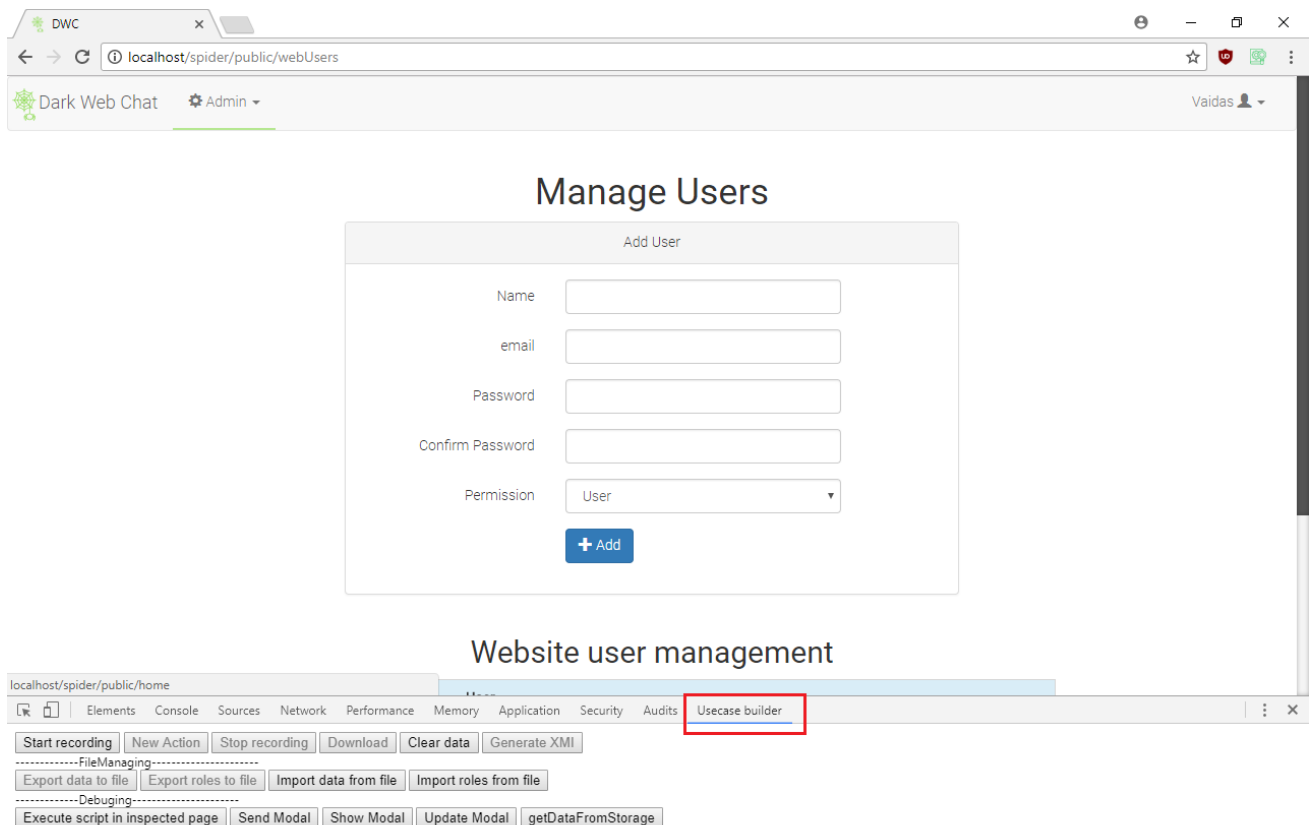 DWC
localhost/spider/public/webUsers
Dark Web Chat Admin Vaidas
Manage Users
Add User
Name
email
Password
Confirm Password
Permission User
Add
Website user management
localhost/spider/public/home
Elements Console Sources Network Performance Memory Application Security Audits Usecase builder
Start recording New Action Stop recording Download Clear data Generate XMI
-------------FileManaging----------------------
Export data to file Export roles to file Import data from file Import roles from file
-------------Debuging----------------------
Execute script in inspected page Send Modal Show Modal Update Modal getDataFromStorage